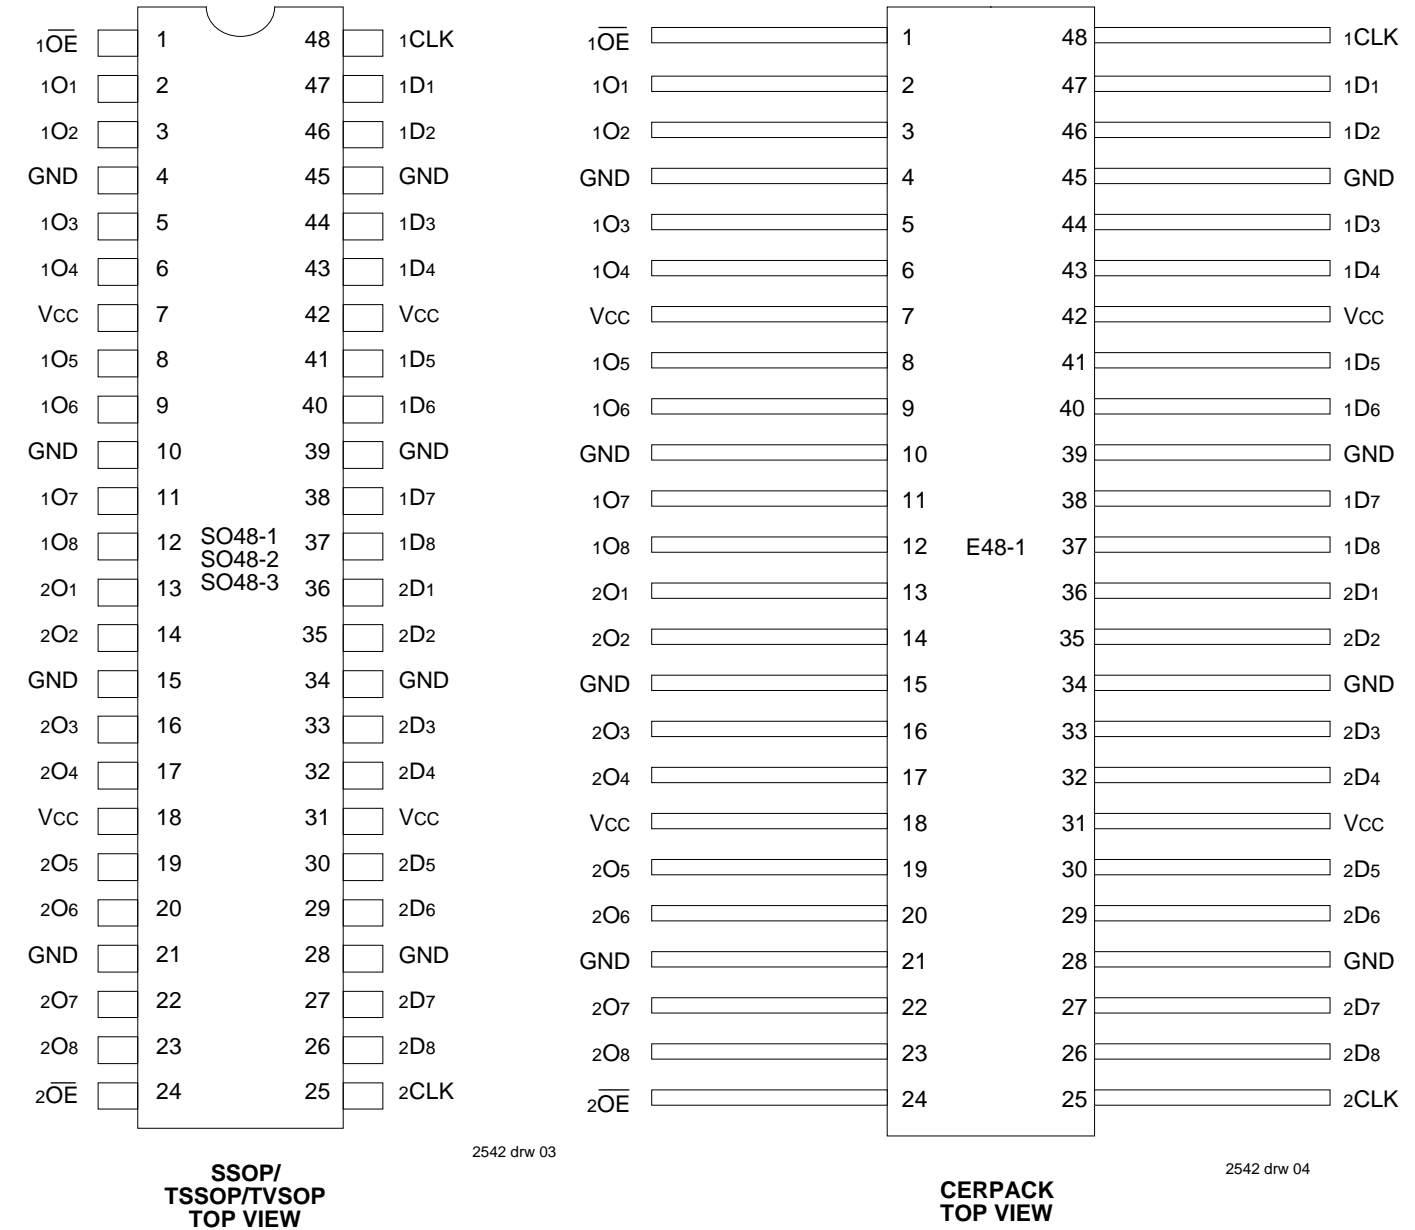 1OE 1 48 1CLK
1O1 2 47 1D1
1O2 3 46 1D2
GND 4 45 GND
1O3 5 44 1D3
1O4 6 43 1D4
VCC 7 42 VCC
1O5 8 41 1D5
1O6 9 40 1D6
GND 10 39 GND
1O7 11 38 1D7
1O8 12 37 1D8
2O1 13 36 2D1
2O2 14 35 2D2
GND 15 34 GND
2O3 16 33 2D3
2O4 17 32 2D4
VCC 18 31 VCC
2O5 19 30 2D5
2O6 20 29 2D6
GND 21 28 GND
2O7 22 27 2D7
2O8 23 26 2D8
2OE 24 25 2CLK
SO48-1
SO48-2
SO48-3
2542 drw 03
SSOP/
TSSOP/TVSOP
TOP VIEW
1OE 1 48 1CLK
1O1 2 47 1D1
1O2 3 46 1D2
GND 4 45 GND
1O3 5 44 1D3
1O4 6 43 1D4
VCC 7 42 VCC
1O5 8 41 1D5
1O6 9 40 1D6
GND 10 39 GND
1O7 11 38 1D7
1O8 12 E48-1 37 1D8
2O1 13 36 2D1
2O2 14 35 2D2
GND 15 34 GND
2O3 16 33 2D3
2O4 17 32 2D4
VCC 18 31 VCC
2O5 19 30 2D5
2O6 20 29 2D6
GND 21 28 GND
2O7 22 27 2D7
2O8 23 26 2D8
2OE 24 25 2CLK
2542 drw 04
CERPACK
TOP VIEW